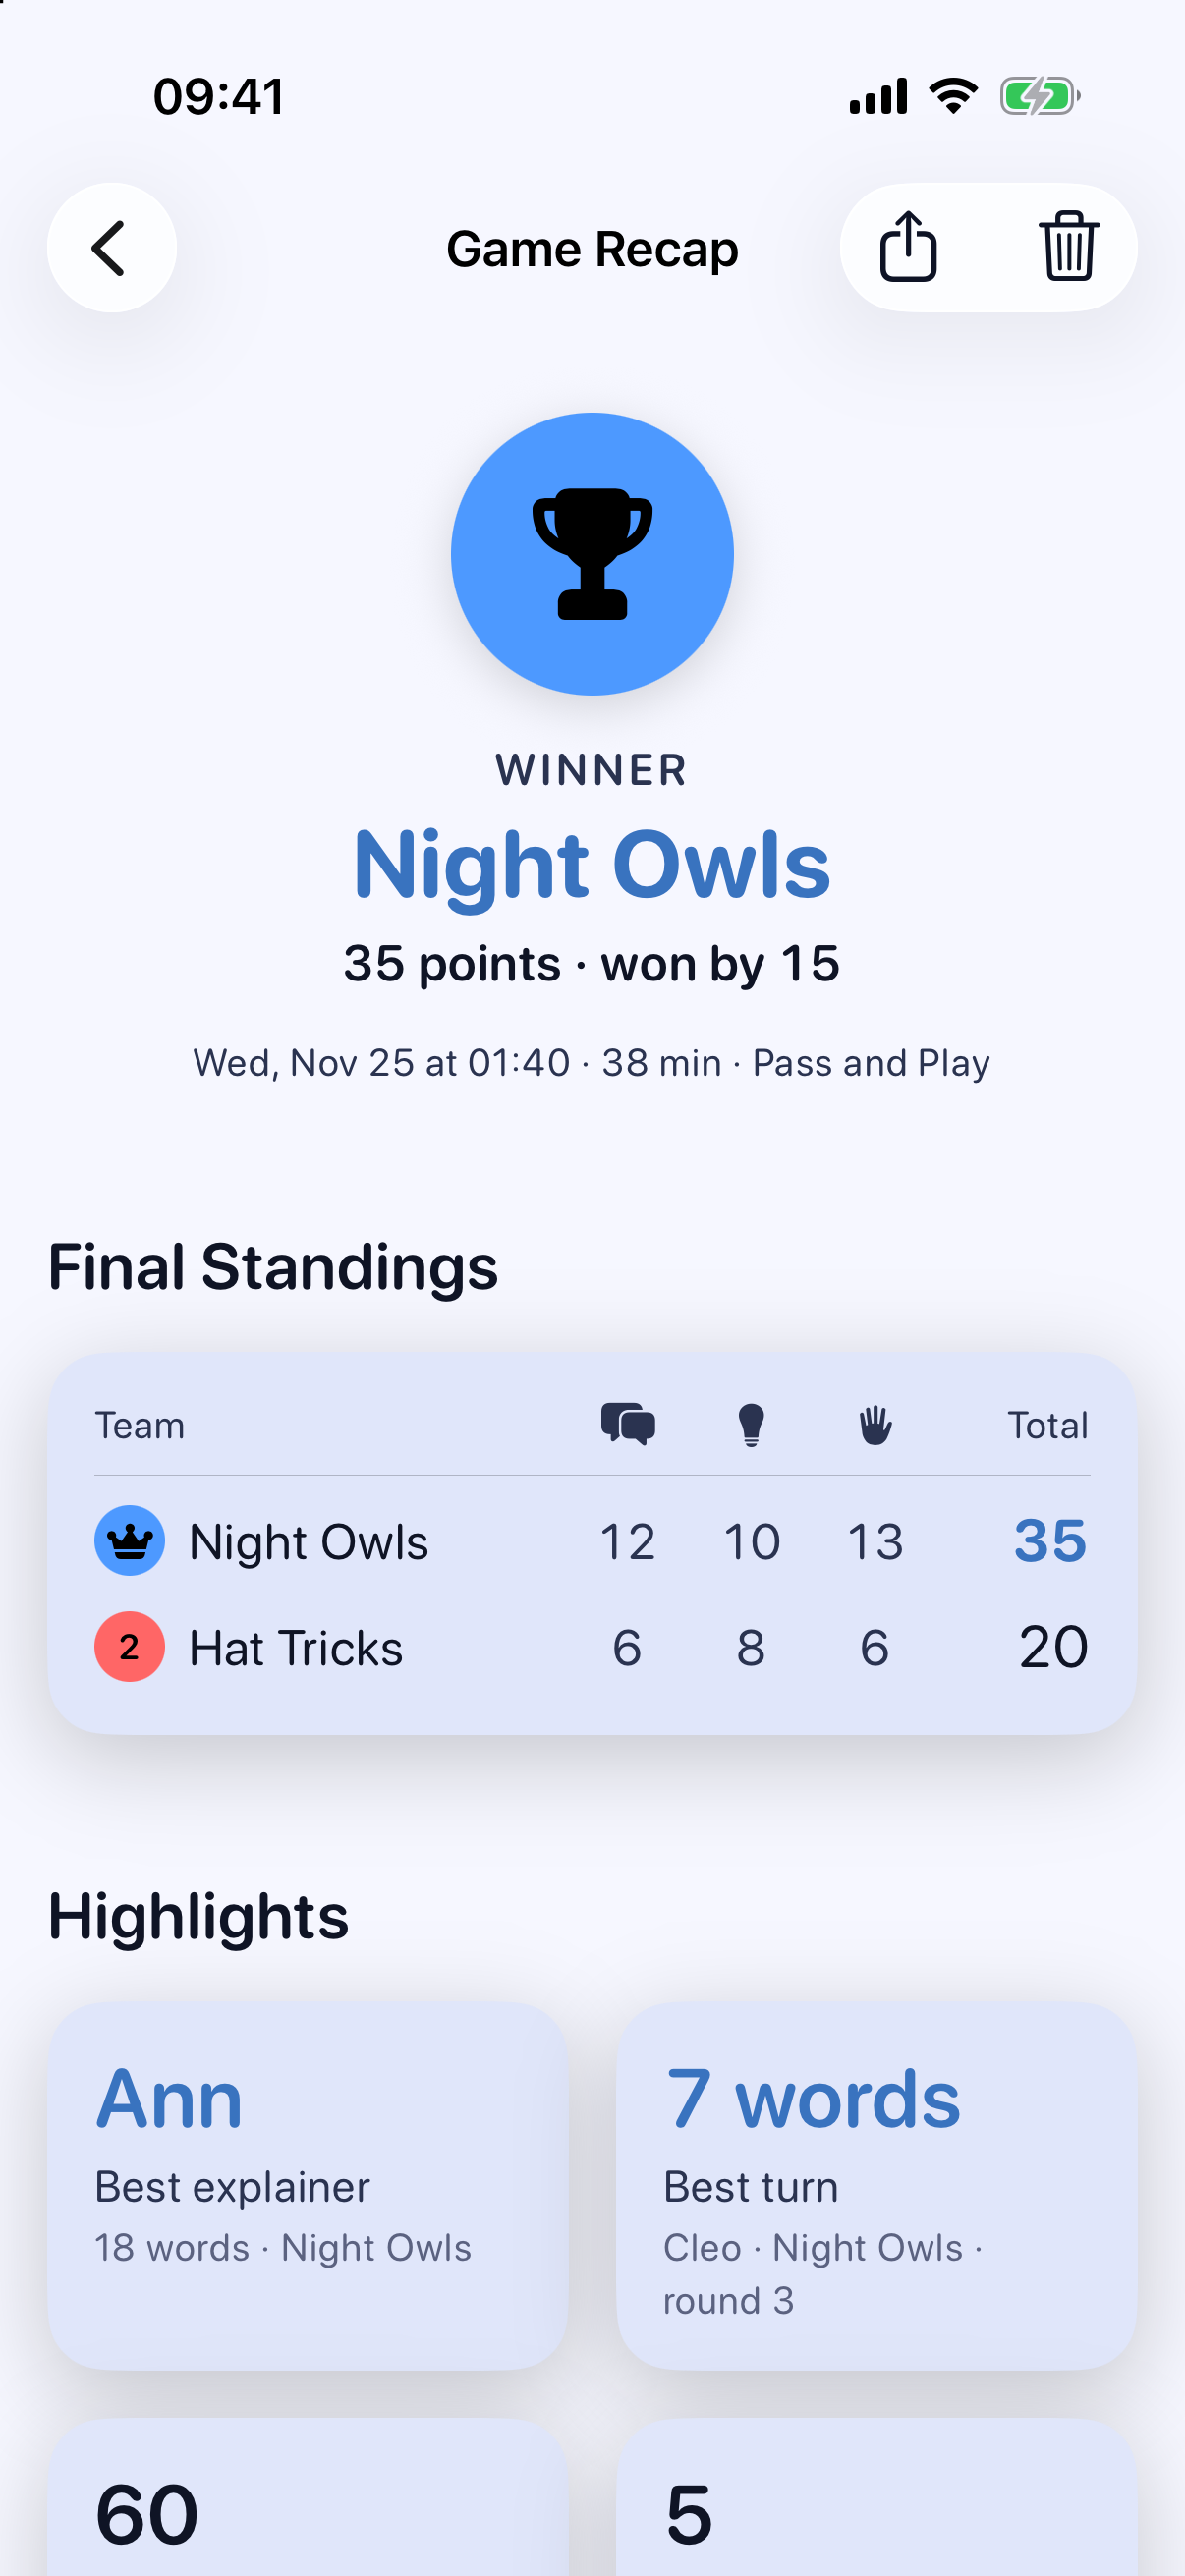 09:41
Game Recap
WINNER
Night Owls
35 points · won by 15
Wed, Nov 25 at 01:40 · 38 min · Pass and Play
Final Standings
Team Total
Night Owls 12 10 13 35
2 Hat Tricks 6 8 6 20
Highlights
Ann
Best explainer
18 words · Night Owls
7 words
Best turn
Cleo · Night Owls ·
round 3
60
5